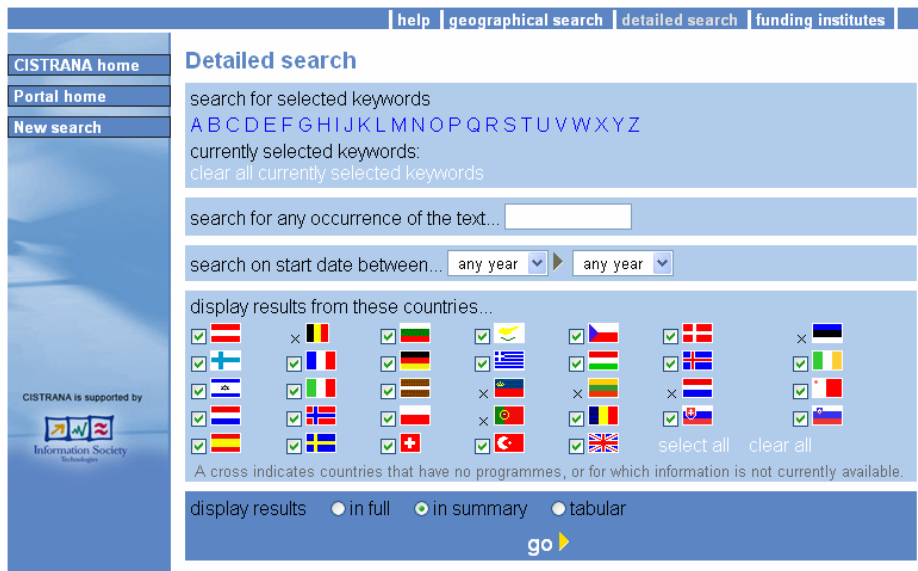 help geographical search detailed search funding institutes
CISTRANA home
Portal home
New search
Detailed search
search for selected keywords
A B C D E F G H I J K L M N O P Q R S T U V W X Y Z
currently selected keywords:
clear all currently selected keywords
search for any occurrence of the text...
search on start date between... any year any year
display results from these countries...
select all clear all
A cross indicates countries that have no programmes, or for which information is not currently available.
CISTRANA is supported by
Information Society
Technologies
display results in full in summary tabular
go